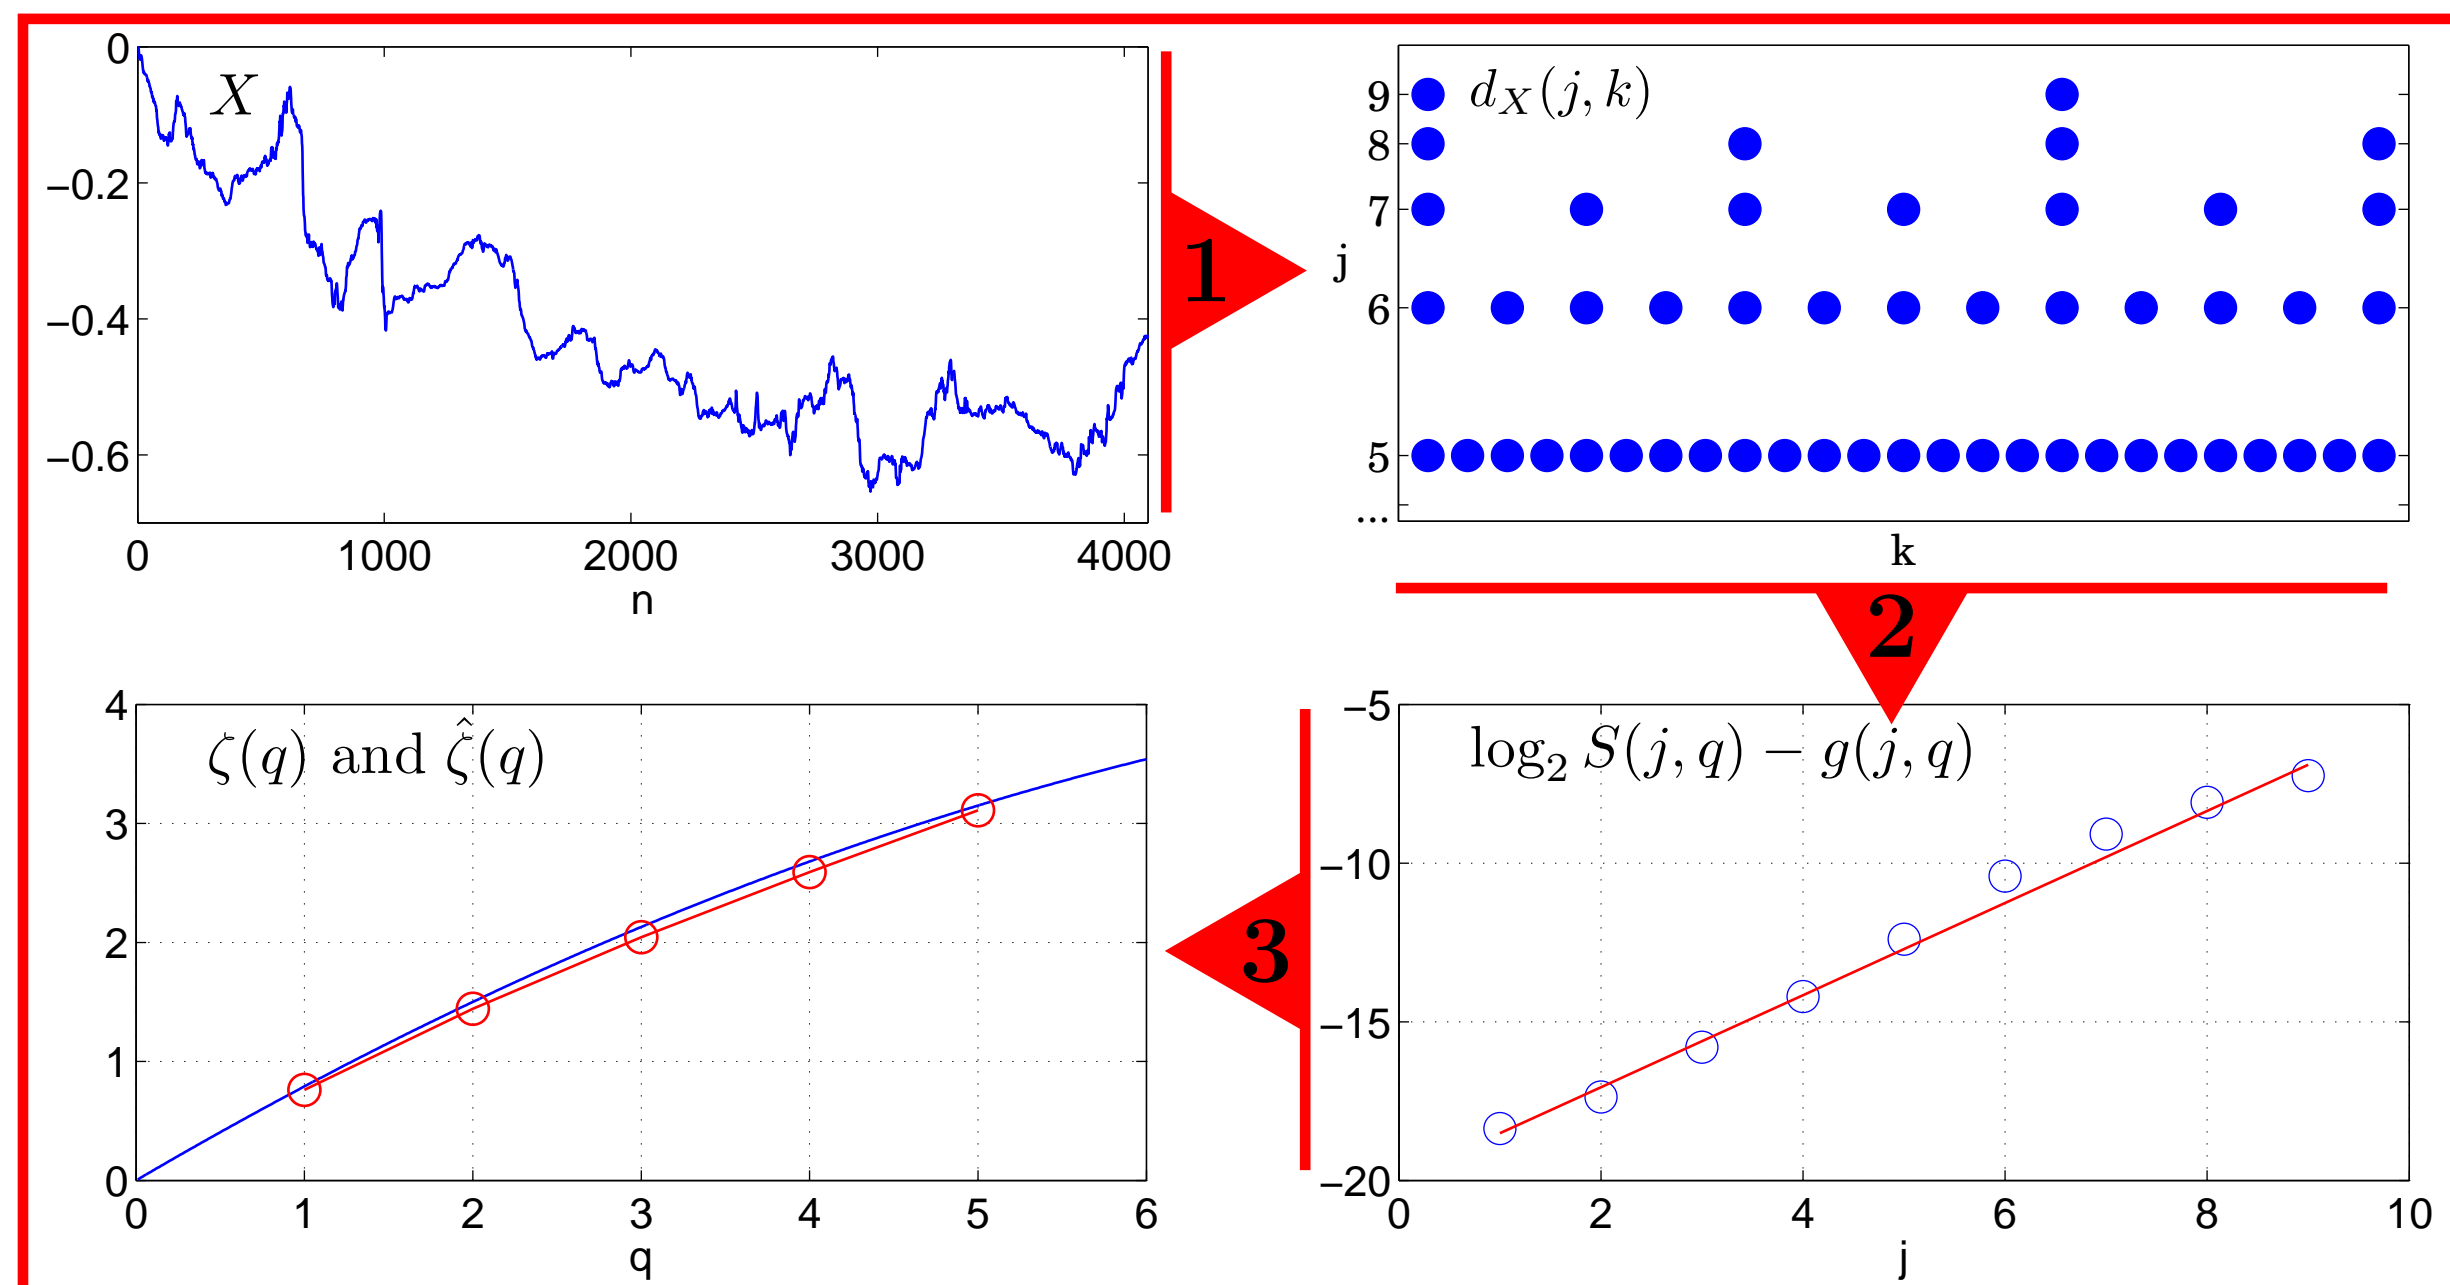 0
−0.2
−0.4
−0.6
X
0 1000 2000 3000 4000
n
1
9
8
7
6
5
...
j
d_X(j, k)
k
2
4
3
2
1
0
ζ(q) and ζ̂(q)
0 1 2 3 4 5 6
q
3
−5
−10
−15
−20
log₂ S(j, q) − g(j, q)
0 2 4 6 8 10
j